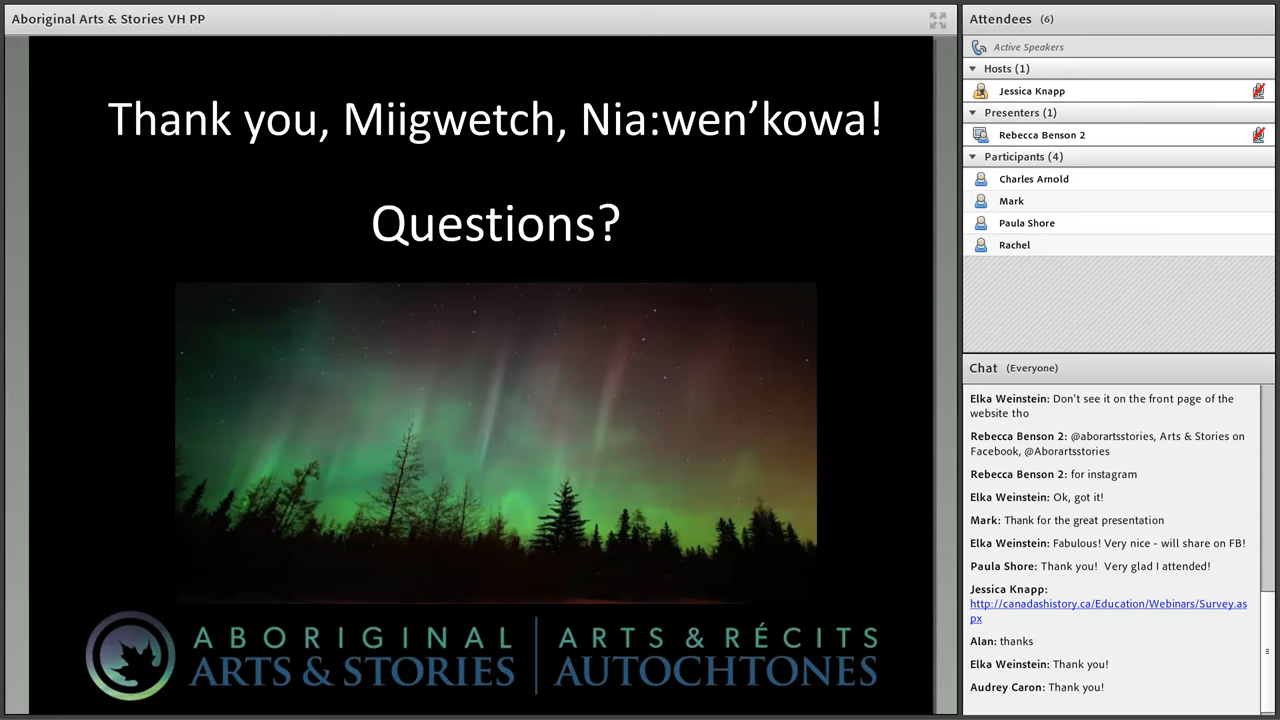 Aboriginal Arts & Stories VH PP
Thank you, Miigwetch, Nia:wen’kowa!
Questions?
ABORIGINAL
ARTS & STORIES
ARTS & RÉCITS
AUTOCHTONES
Attendees (6)
Active Speakers
Hosts (1)
Jessica Knapp
Presenters (1)
Rebecca Benson 2
Participants (4)
Charles Arnold
Mark
Paula Shore
Rachel
Chat (Everyone)
Elka Weinstein: Don't see it on the front page of the
website tho
Rebecca Benson 2: @aborartsstories, Arts & Stories on
Facebook, @Aborartsstories
Rebecca Benson 2: for instagram
Elka Weinstein: Ok, got it!
Mark: Thank for the great presentation
Elka Weinstein: Fabulous! Very nice - will share on FB!
Paula Shore: Thank you! Very glad I attended!
Jessica Knapp:
http://canadashistory.ca/Education/Webinars/Survey.as
px
Alan: thanks
Elka Weinstein: Thank you!
Audrey Caron: Thank you!